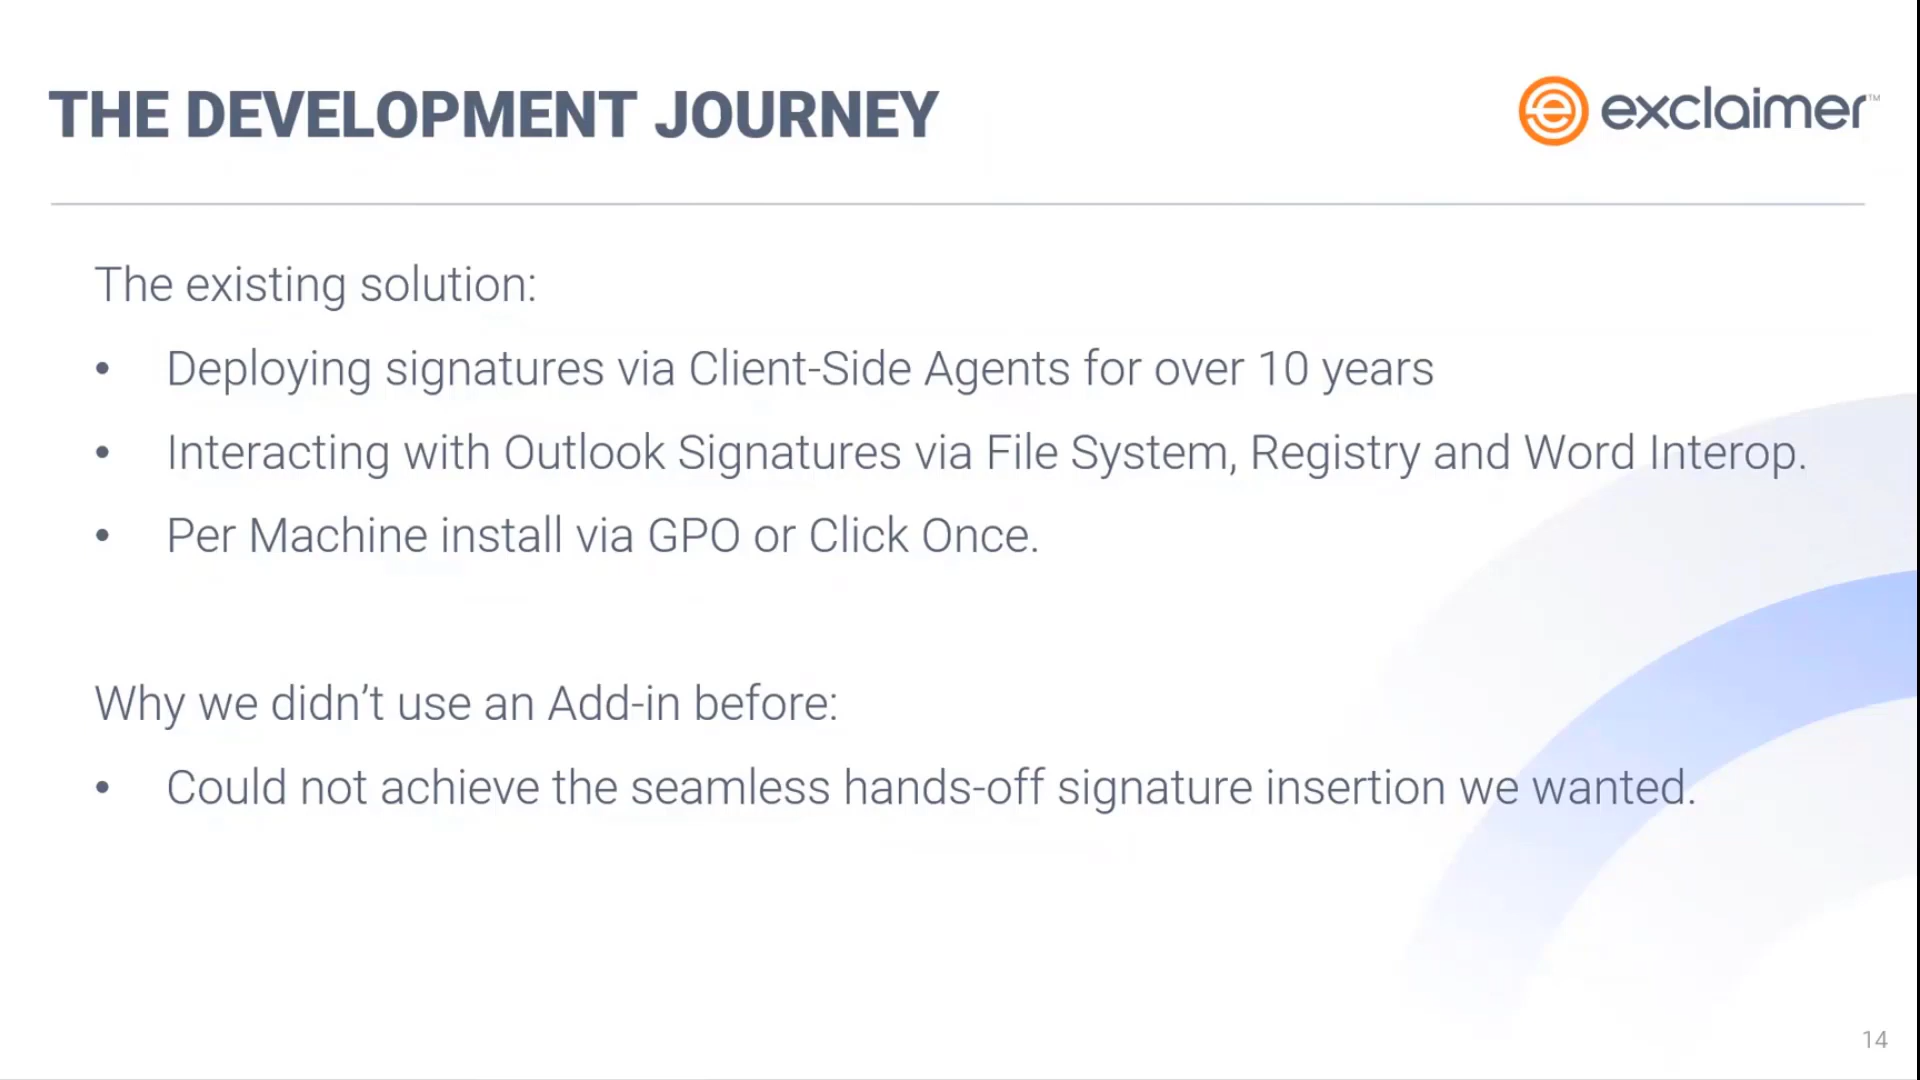 THE DEVELOPMENT JOURNEY
exclaimer™
The existing solution:
• Deploying signatures via Client-Side Agents for over 10 years
• Interacting with Outlook Signatures via File System, Registry and Word Interop.
• Per Machine install via GPO or Click Once.
Why we didn’t use an Add-in before:
• Could not achieve the seamless hands-off signature insertion we wanted.
14